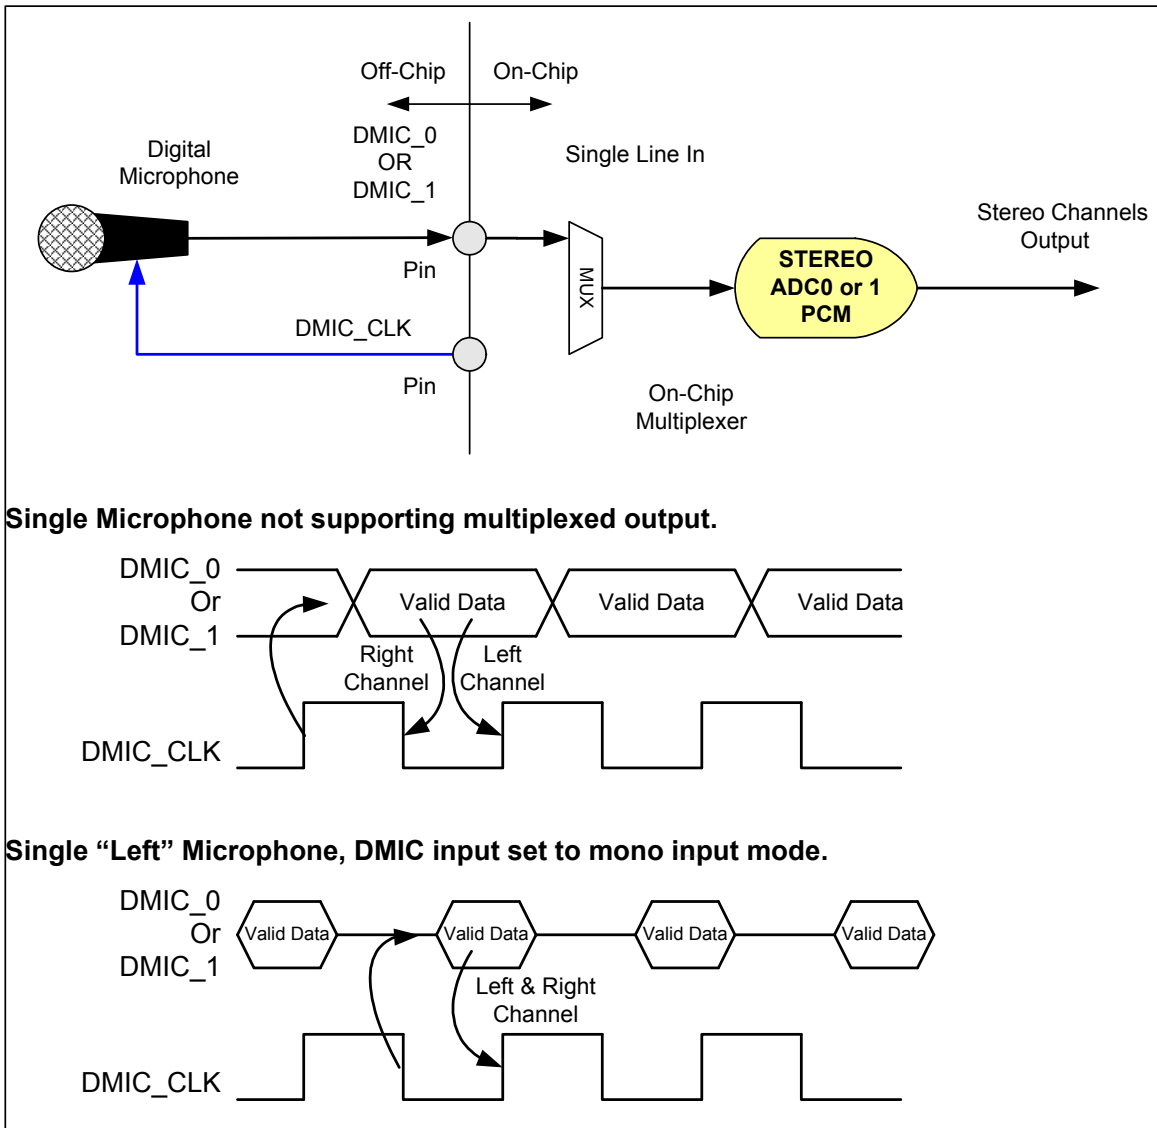 Off-Chip
On-Chip
DMIC_0
OR
DMIC_1
Single Line In
Digital
Microphone
Stereo Channels
Output
Pin
MUX
STEREO
ADC0 or 1
PCM
DMIC_CLK
Pin
On-Chip
Multiplexer
Single Microphone not supporting multiplexed output.
DMIC_0
Or
DMIC_1
Valid Data
Valid Data
Valid Data
Right
Channel
Left
Channel
DMIC_CLK
Single “Left” Microphone, DMIC input set to mono input mode.
DMIC_0
Or
DMIC_1
Valid Data
Valid Data
Valid Data
Valid Data
Left & Right
Channel
DMIC_CLK